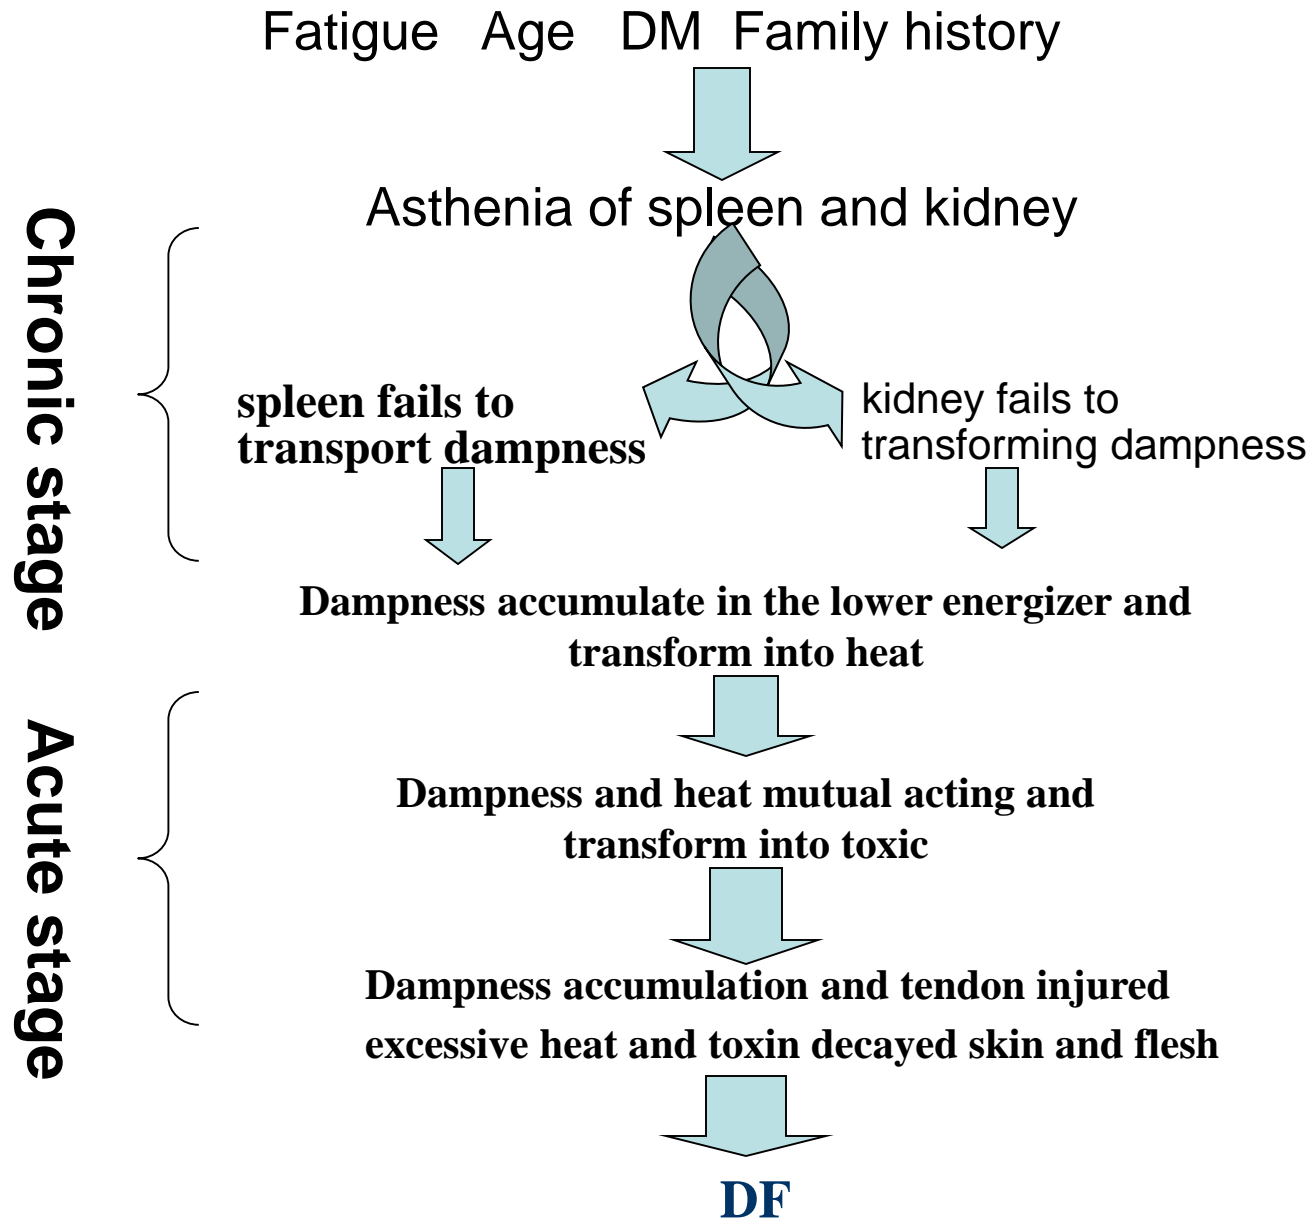 Fatigue Age DM Family history
Asthenia of spleen and kidney
Chronic stage
spleen fails to
transport dampness
kidney fails to
transforming dampness
Dampness accumulate in the lower energizer and
transform into heat
Acute stage
Dampness and heat mutual acting and
transform into toxic
Dampness accumulation and tendon injured
excessive heat and toxin decayed skin and flesh
DF